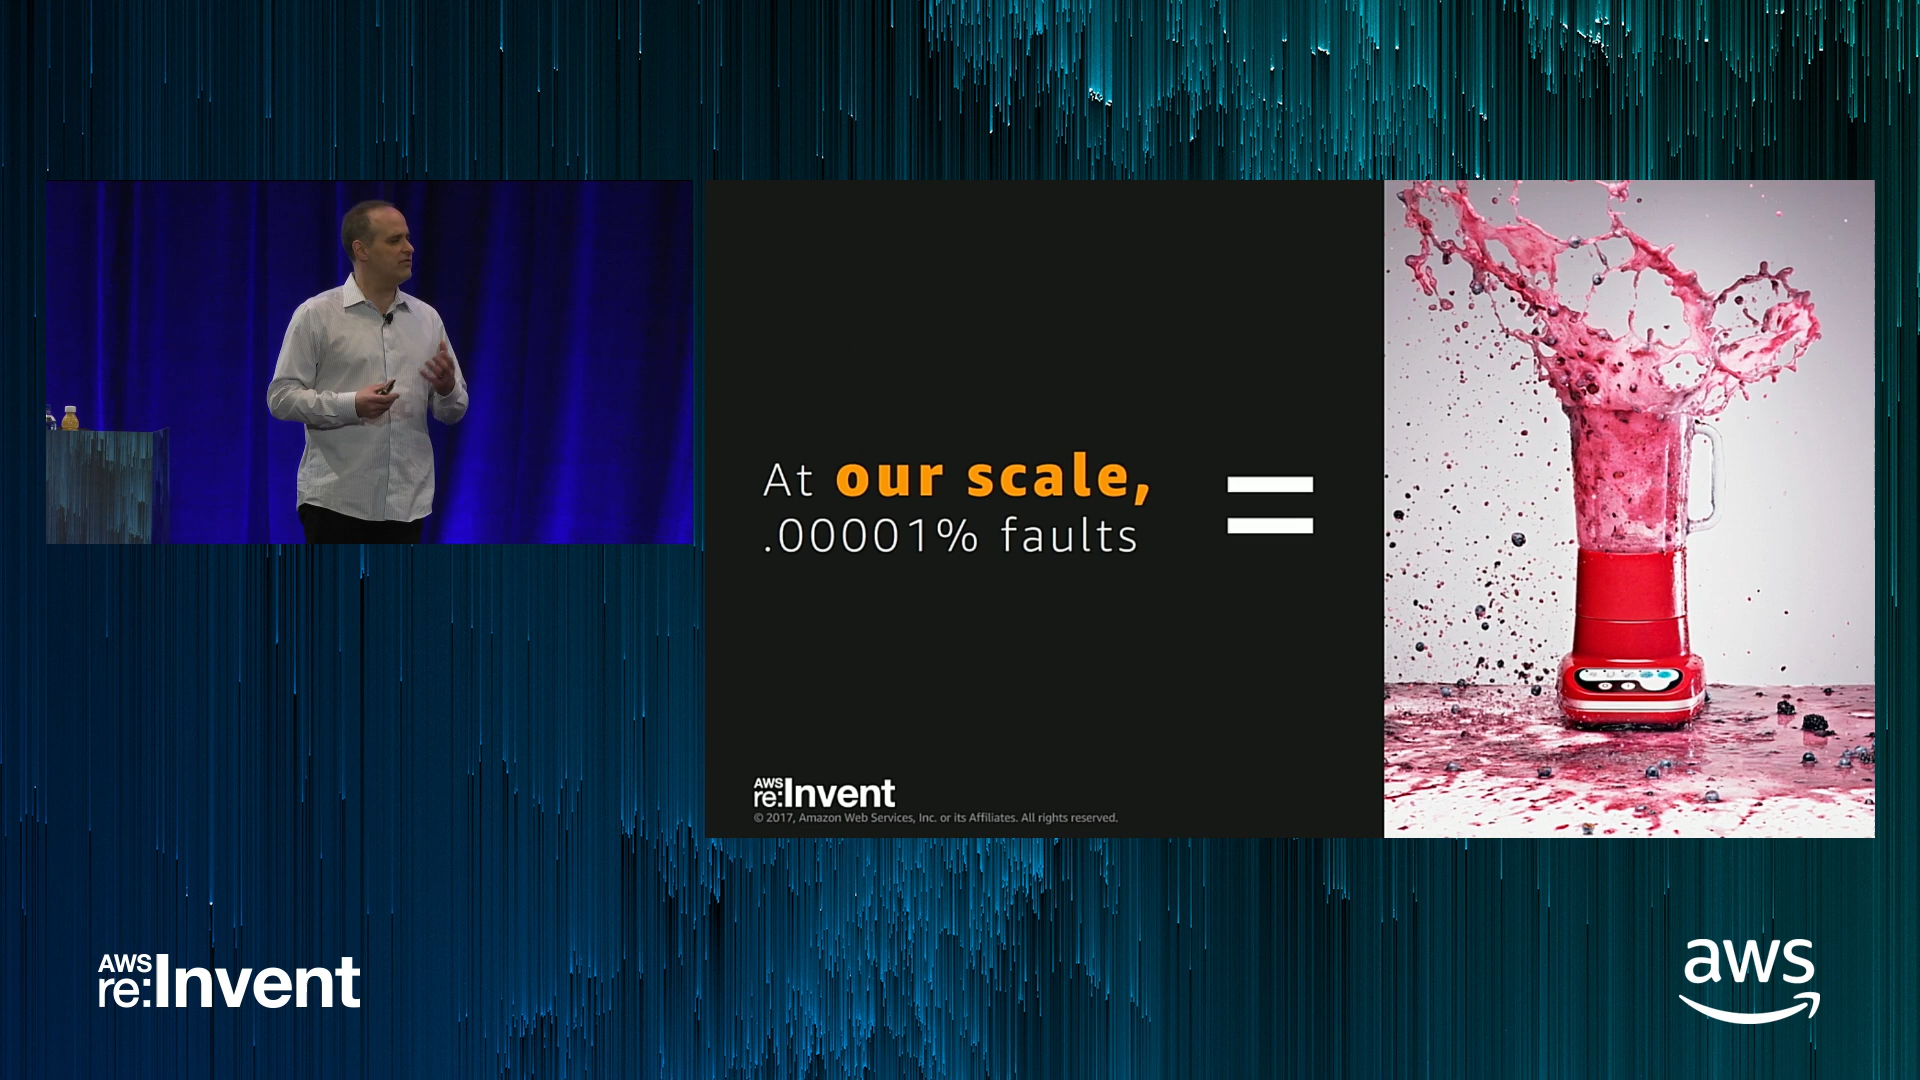 At our scale,
.00001% faults
=
AWS
re:Invent
© 2017, Amazon Web Services, Inc. or its Affiliates. All rights reserved.
AWS
re:Invent
aws